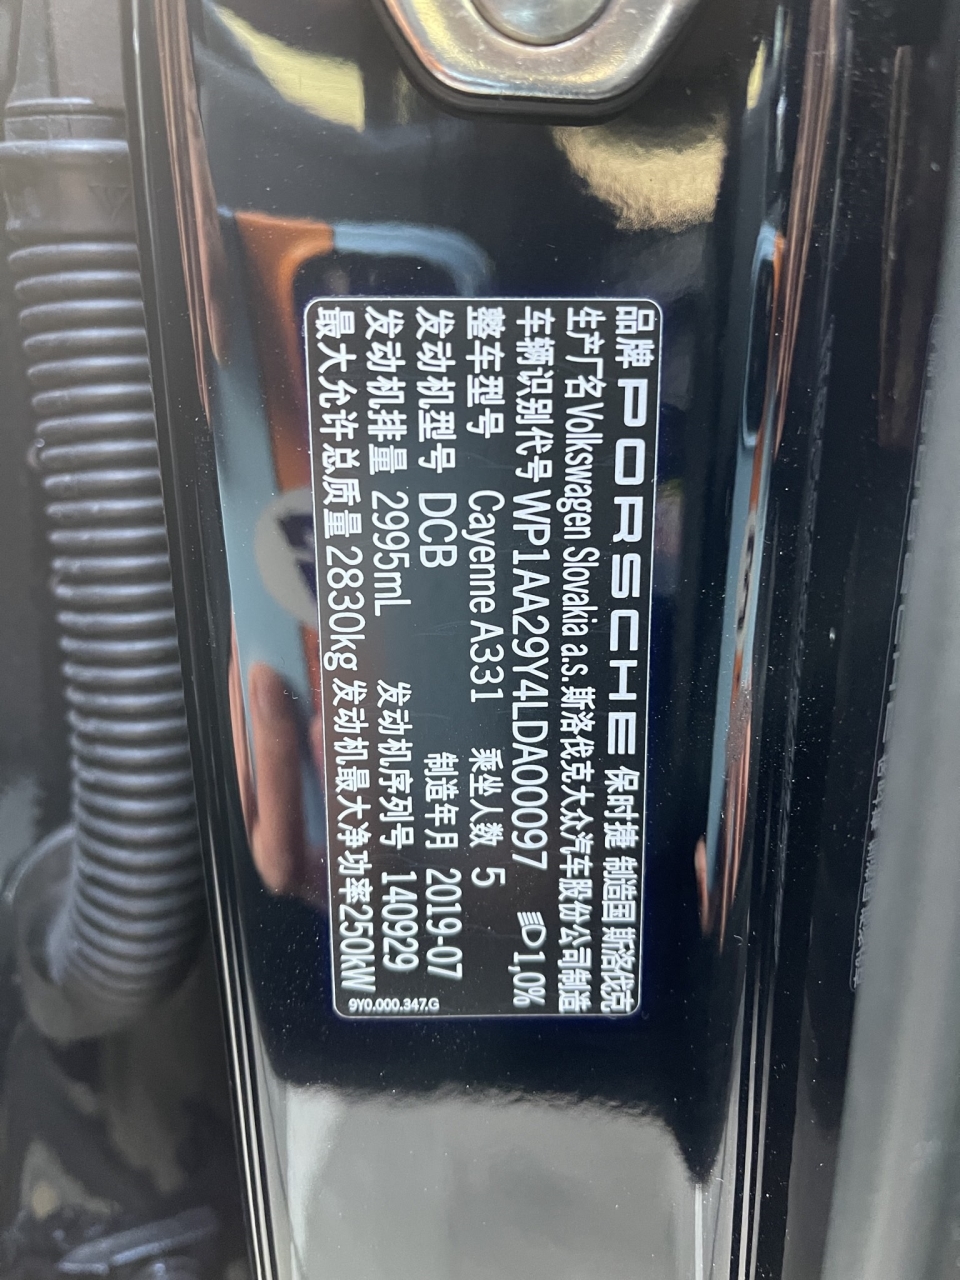 品牌 PORSCHE 保时捷 制造国 斯洛伐克
生产厂名 Volkswagen Slovakia a.s. 斯洛伐克大众汽车股份公司制造
车辆识别代号 WP1AA29Y4LDA00097 1,0%
整车型号 Cayenne A331 乘坐人数 5
发动机型号 DCB 制造年月 2019-07
发动机排量 2995mL 发动机序列号 140929
最大允许总质量 2830kg 发动机最大净功率250kW
9Y0.000.347.G